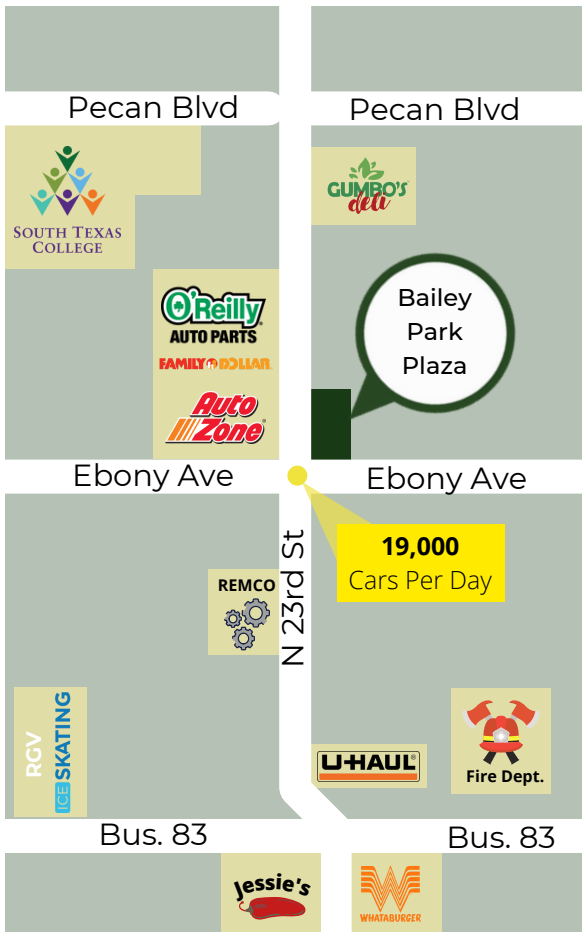 Pecan Blvd
Pecan Blvd
SOUTH TEXAS
COLLEGE
GUMBO'S
deli
O'Reilly
AUTO PARTS
FAMILY DOLLAR
Auto
Zone
Bailey
Park
Plaza
Ebony Ave
Ebony Ave
19,000
Cars Per Day
N 23rd St
REMCO
RGV
ICE SKATING
U-HAUL
Fire Dept.
Bus. 83
Bus. 83
Jessie's
WHATABURGER